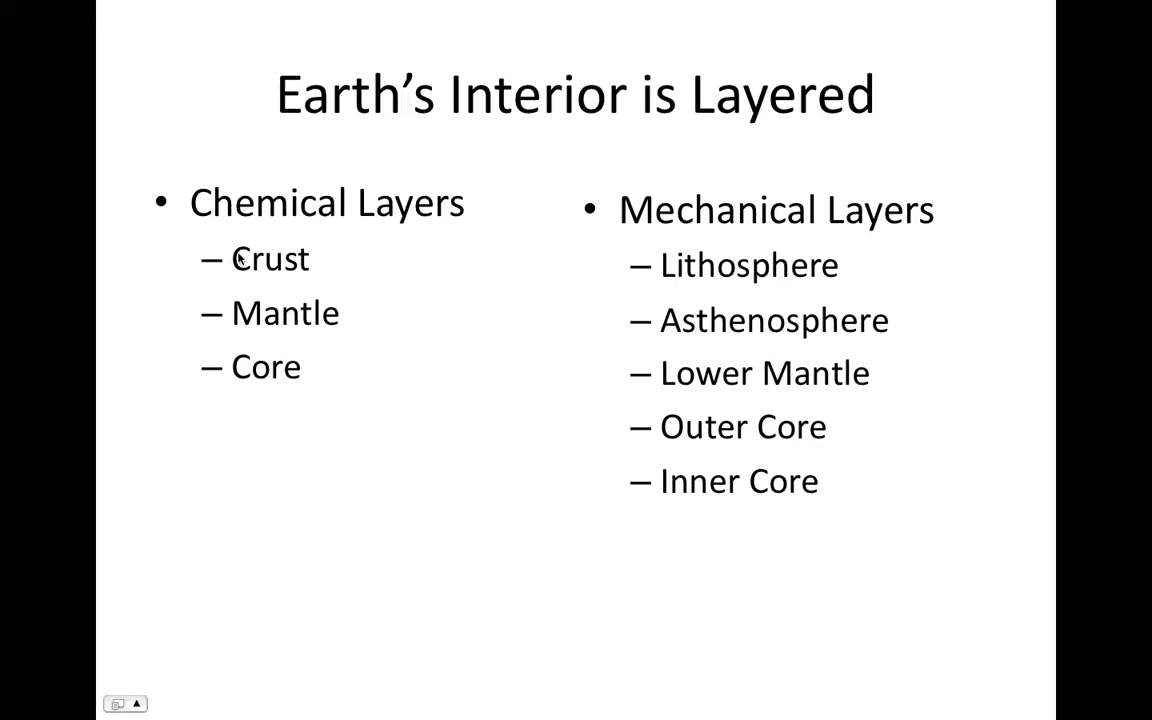 Earth's Interior is Layered
• Chemical Layers
– Crust
– Mantle
– Core
• Mechanical Layers
– Lithosphere
– Asthenosphere
– Lower Mantle
– Outer Core
– Inner Core